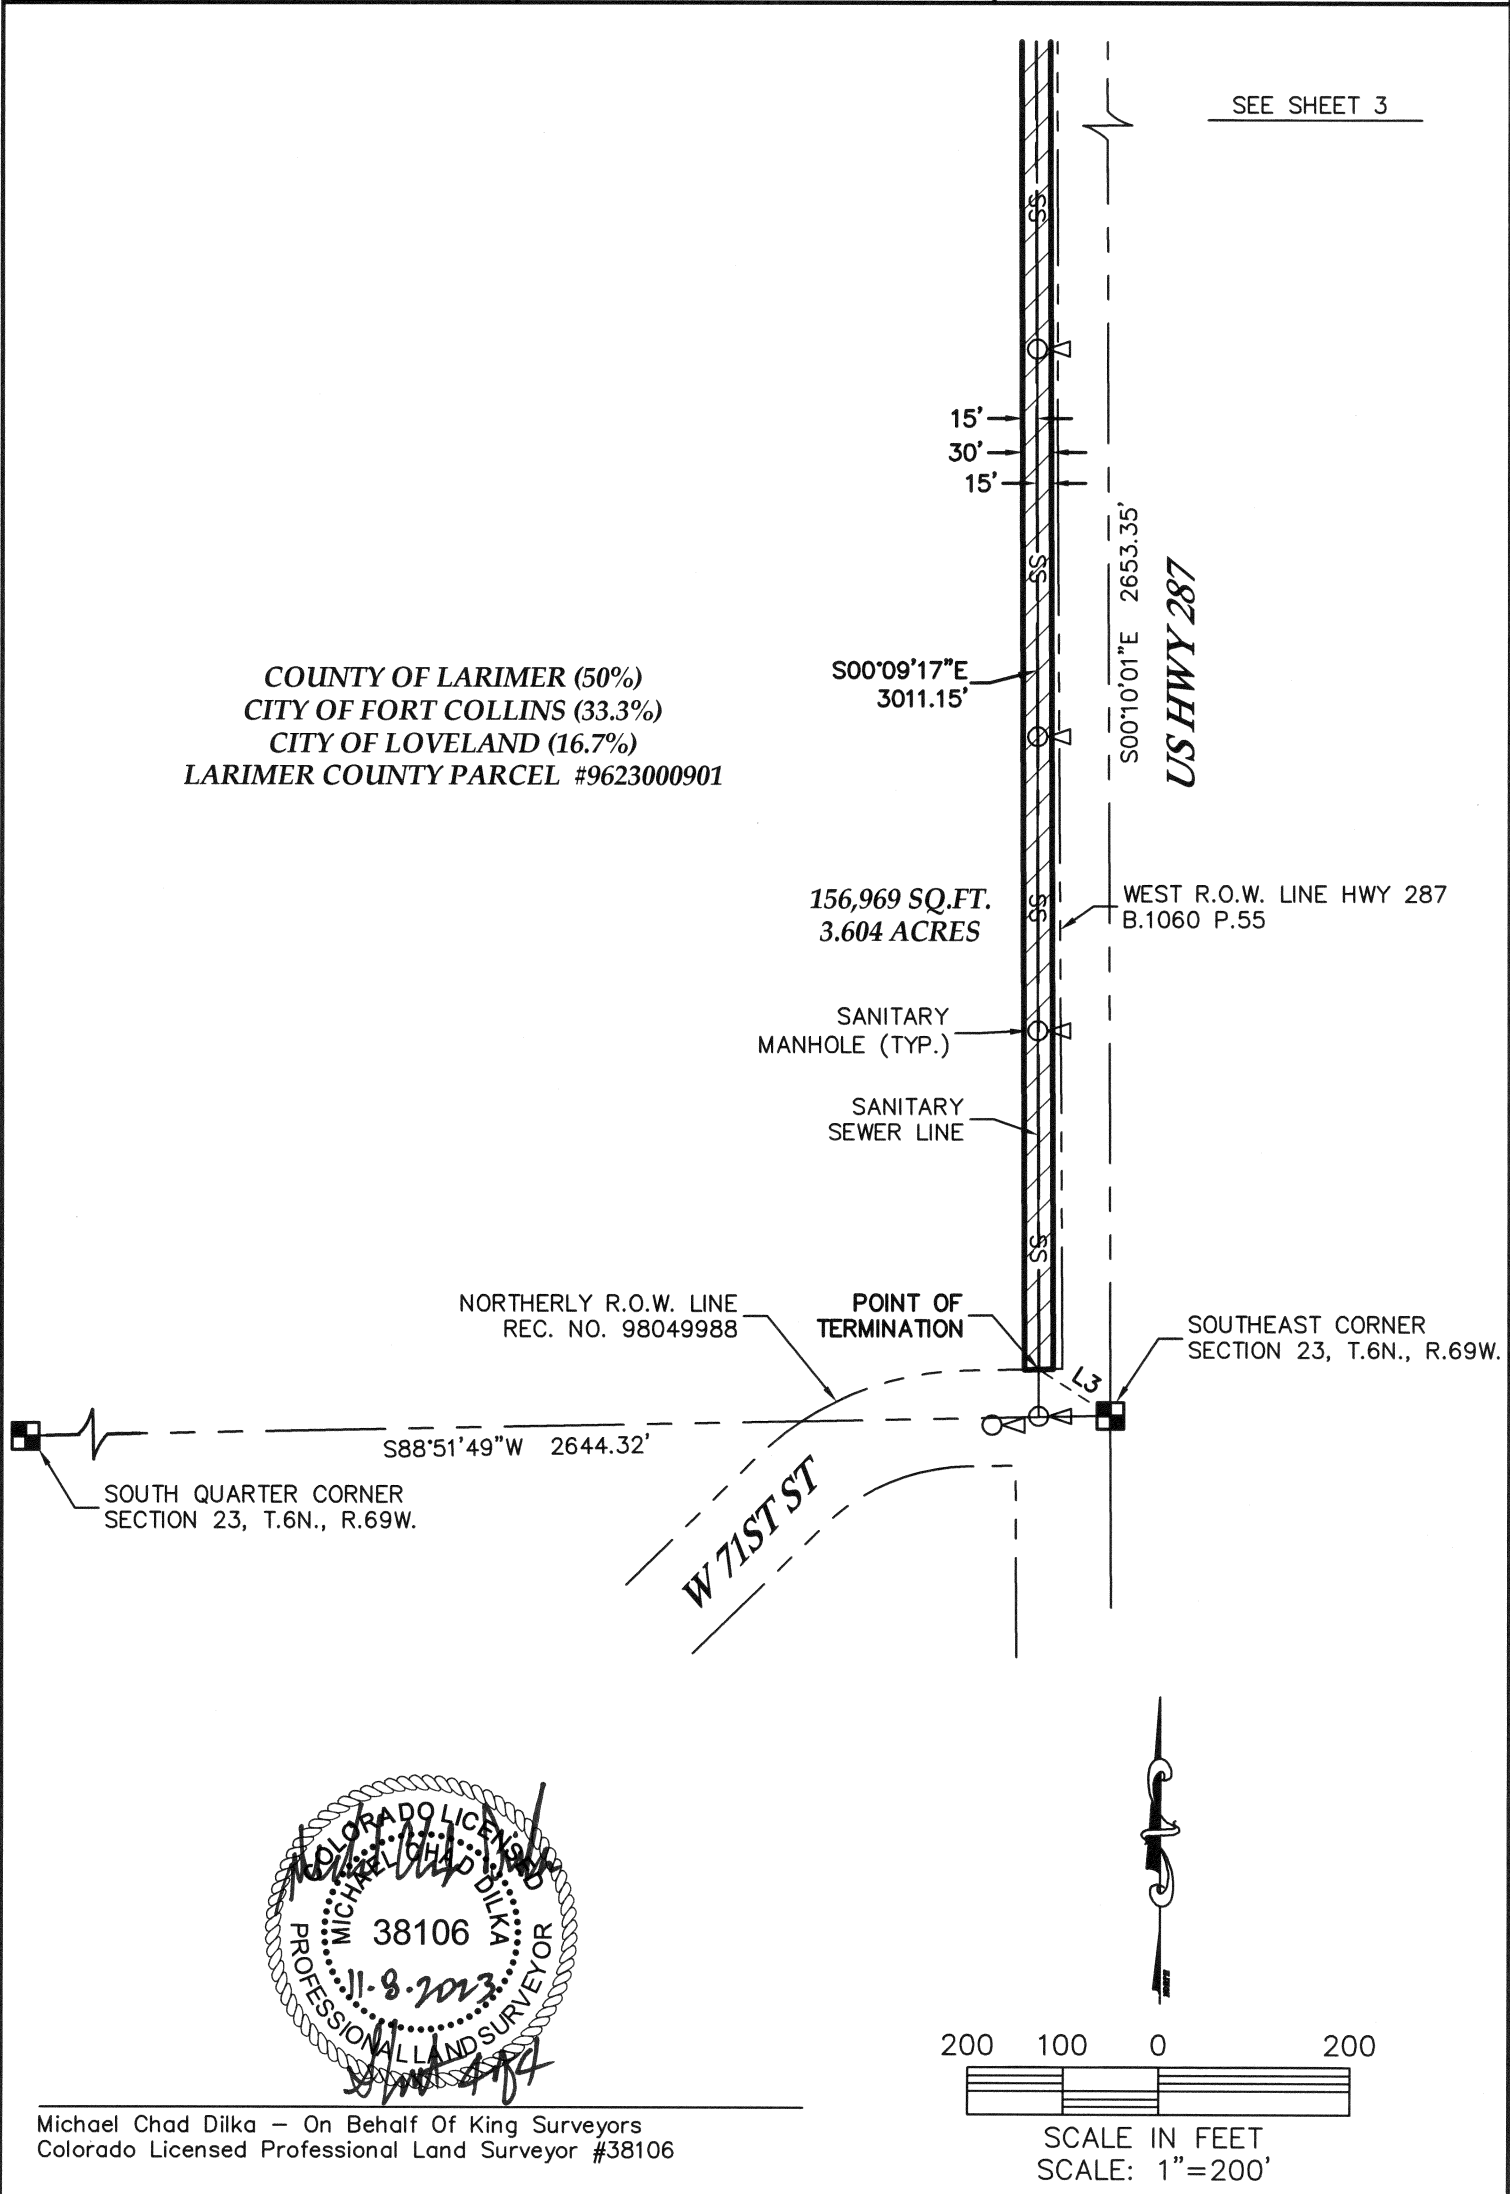 SEE SHEET 3
SS
15'
30'
15'
SS
S00°10'01"E 2653.35'
US HWY 287
COUNTY OF LARIMER (50%)
CITY OF FORT COLLINS (33.3%)
CITY OF LOVELAND (16.7%)
LARIMER COUNTY PARCEL #9623000901
S00°09'17"E
3011.15'
156,969 SQ.FT.
3.604 ACRES
SS
WEST R.O.W. LINE HWY 287
B.1060 P.55
SANITARY
MANHOLE (TYP.)
SANITARY
SEWER LINE
SS
NORTHERLY R.O.W. LINE
REC. NO. 98049988
POINT OF
TERMINATION
SOUTHEAST CORNER
SECTION 23, T.6N., R.69W.
L3
S88°51'49"W 2644.32'
SOUTH QUARTER CORNER
SECTION 23, T.6N., R.69W.
W 71ST ST
COLORADO LICENSED
MICHAEL CHAD DILKA
38106
11-8-2023
PROFESSIONAL LAND SURVEYOR
200 100 0 200
SCALE IN FEET
SCALE: 1"=200'
Michael Chad Dilka – On Behalf Of King Surveyors
Colorado Licensed Professional Land Surveyor #38106